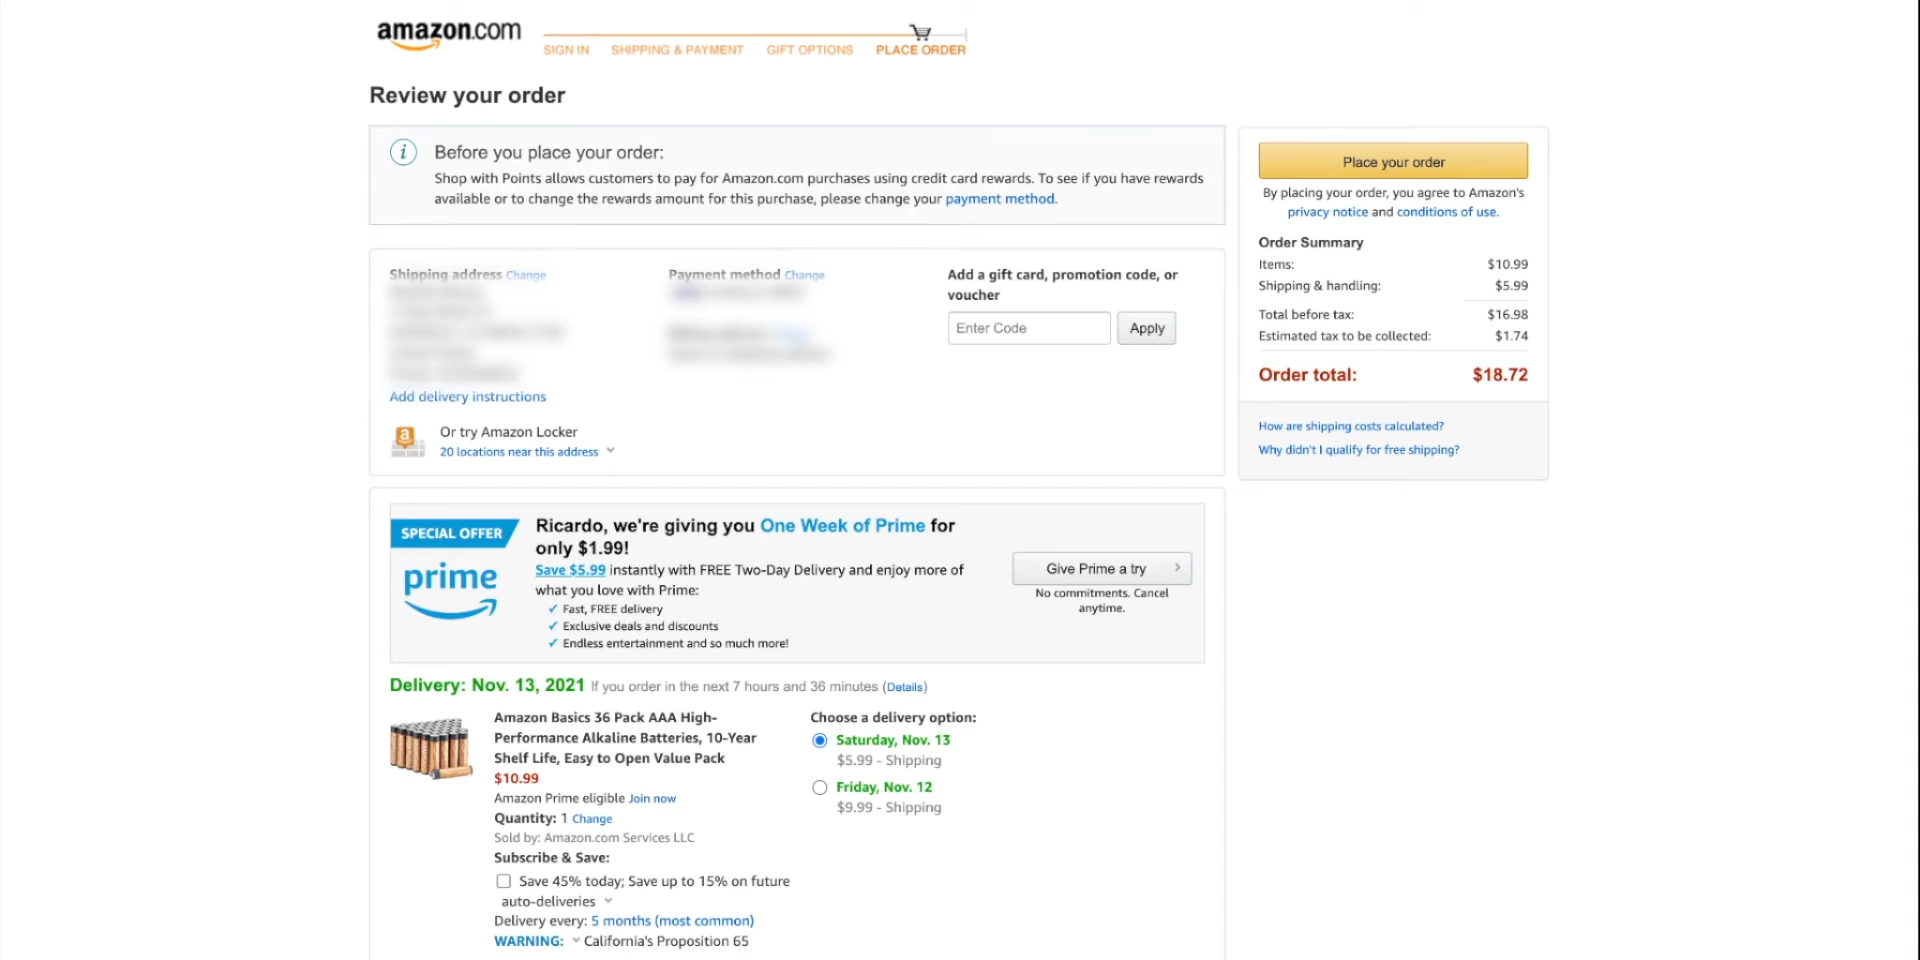 amazon.com
SIGN IN SHIPPING & PAYMENT GIFT OPTIONS PLACE ORDER
Review your order
Before you place your order:
Shop with Points allows customers to pay for Amazon.com purchases using credit card rewards. To see if you have rewards
available or to change the rewards amount for this purchase, please change your payment method.
Shipping address Change
Add delivery instructions
Or try Amazon Locker
20 locations near this address
Payment method Change
Add a gift card, promotion code, or
voucher
Enter Code Apply
Place your order
By placing your order, you agree to Amazon's
privacy notice and conditions of use.
Order Summary
Items: $10.99
Shipping & handling: $5.99
Total before tax: $16.98
Estimated tax to be collected: $1.74
Order total: $18.72
How are shipping costs calculated?
Why didn't I qualify for free shipping?
SPECIAL OFFER
prime
Ricardo, we're giving you One Week of Prime for
only $1.99!
Save $5.99 instantly with FREE Two-Day Delivery and enjoy more of
what you love with Prime:
✓ Fast, FREE delivery
✓ Exclusive deals and discounts
✓ Endless entertainment and so much more!
Give Prime a try
No commitments. Cancel
anytime.
Delivery: Nov. 13, 2021 If you order in the next 7 hours and 36 minutes (Details)
Amazon Basics 36 Pack AAA High-
Performance Alkaline Batteries, 10-Year
Shelf Life, Easy to Open Value Pack
$10.99
Amazon Prime eligible Join now
Quantity: 1 Change
Sold by: Amazon.com Services LLC
Subscribe & Save:
Save 45% today; Save up to 15% on future
auto-deliveries
Delivery every: 5 months (most common)
WARNING: California's Proposition 65
Choose a delivery option:
Saturday, Nov. 13
$5.99 - Shipping
Friday, Nov. 12
$9.99 - Shipping